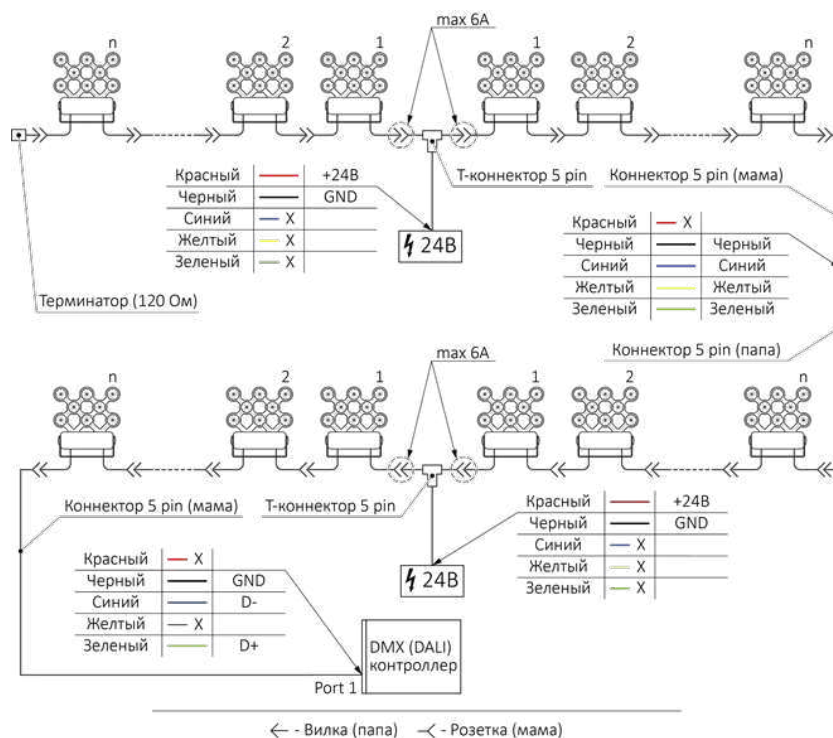 max 6A
n 2 1 1 2 n
Красный +24В
Черный GND
Синий X
Желтый X
Зеленый X
24В
Т-коннектор 5 pin
Коннектор 5 pin (мама)
Красный X
Черный Черный
Синий Синий
Желтый Желтый
Зеленый Зеленый
Терминатор (120 Ом)
Коннектор 5 pin (папа)
max 6A
n 2 1 1 2 n
Коннектор 5 pin (мама)
Т-коннектор 5 pin
Красный +24В
Черный GND
Синий X
Желтый X
Зеленый X
24В
Красный X
Черный GND
Синий D-
Желтый X
Зеленый D+
DMX (DALI)
контроллер
Port 1
- Вилка (папа) - Розетка (мама)